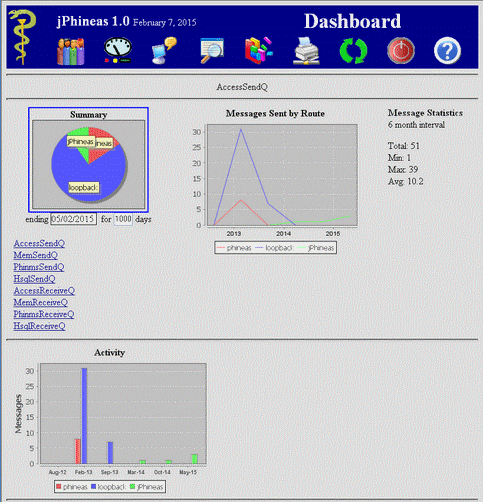 jPhineas 1.0 February 7, 2015
Dashboard
AccessSendQ
Summary
jPhineas
ineas
loopback
ending 05/02/2015 for 1000 days
AccessSendQ
MemSendQ
PhinmsSendQ
HsqlSendQ
AccessReceiveQ
MemReceiveQ
PhinmsReceiveQ
HsqlReceiveQ
Messages Sent by Route
30
25
20
15
10
5
0
2013 2014 2015
phineas loopback jPhineas
Message Statistics
6 month interval
Total: 51
Min: 1
Max: 39
Avg: 10.2
Activity
Messages
30
25
20
15
10
5
0
Aug-12 Feb-13 Sep-13 Mar-14 Oct-14 May-15
phineas loopback jPhineas